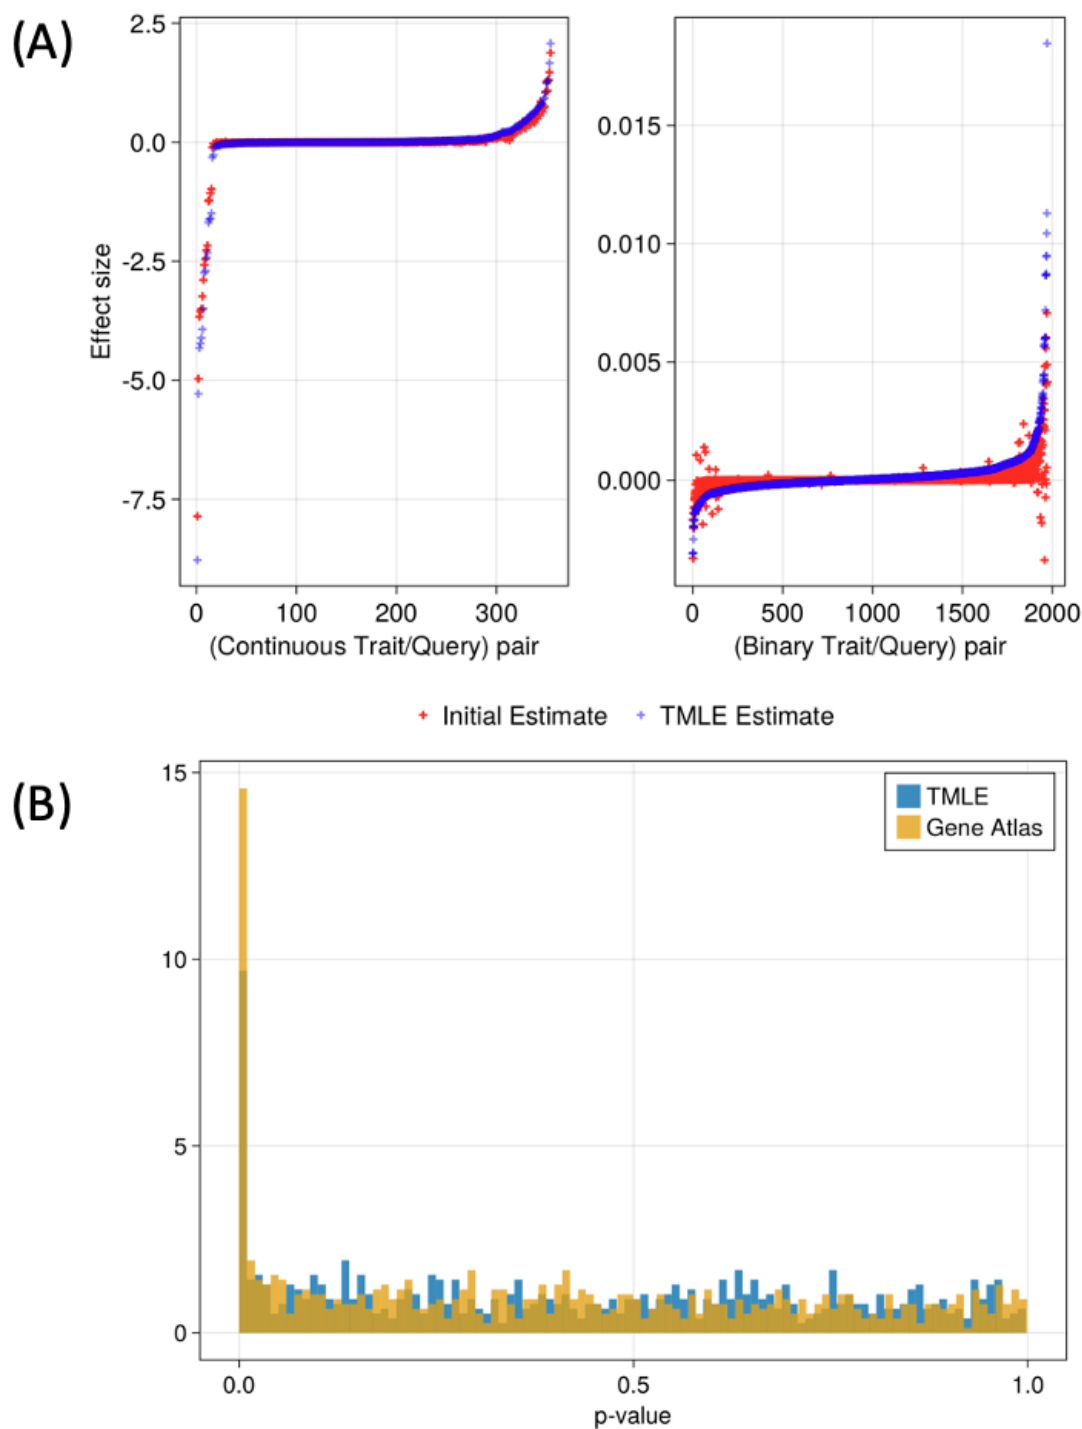 (A)
2.5
0.0
-2.5
-5.0
-7.5
Effect size
0 100 200 300
(Continuous Trait/Query) pair
0.015
0.010
0.005
0.000
0 500 1000 1500 2000
(Binary Trait/Query) pair
Initial Estimate TMLE Estimate
(B)
15
10
5
0
TMLE
Gene Atlas
0.0 0.5 1.0
p-value